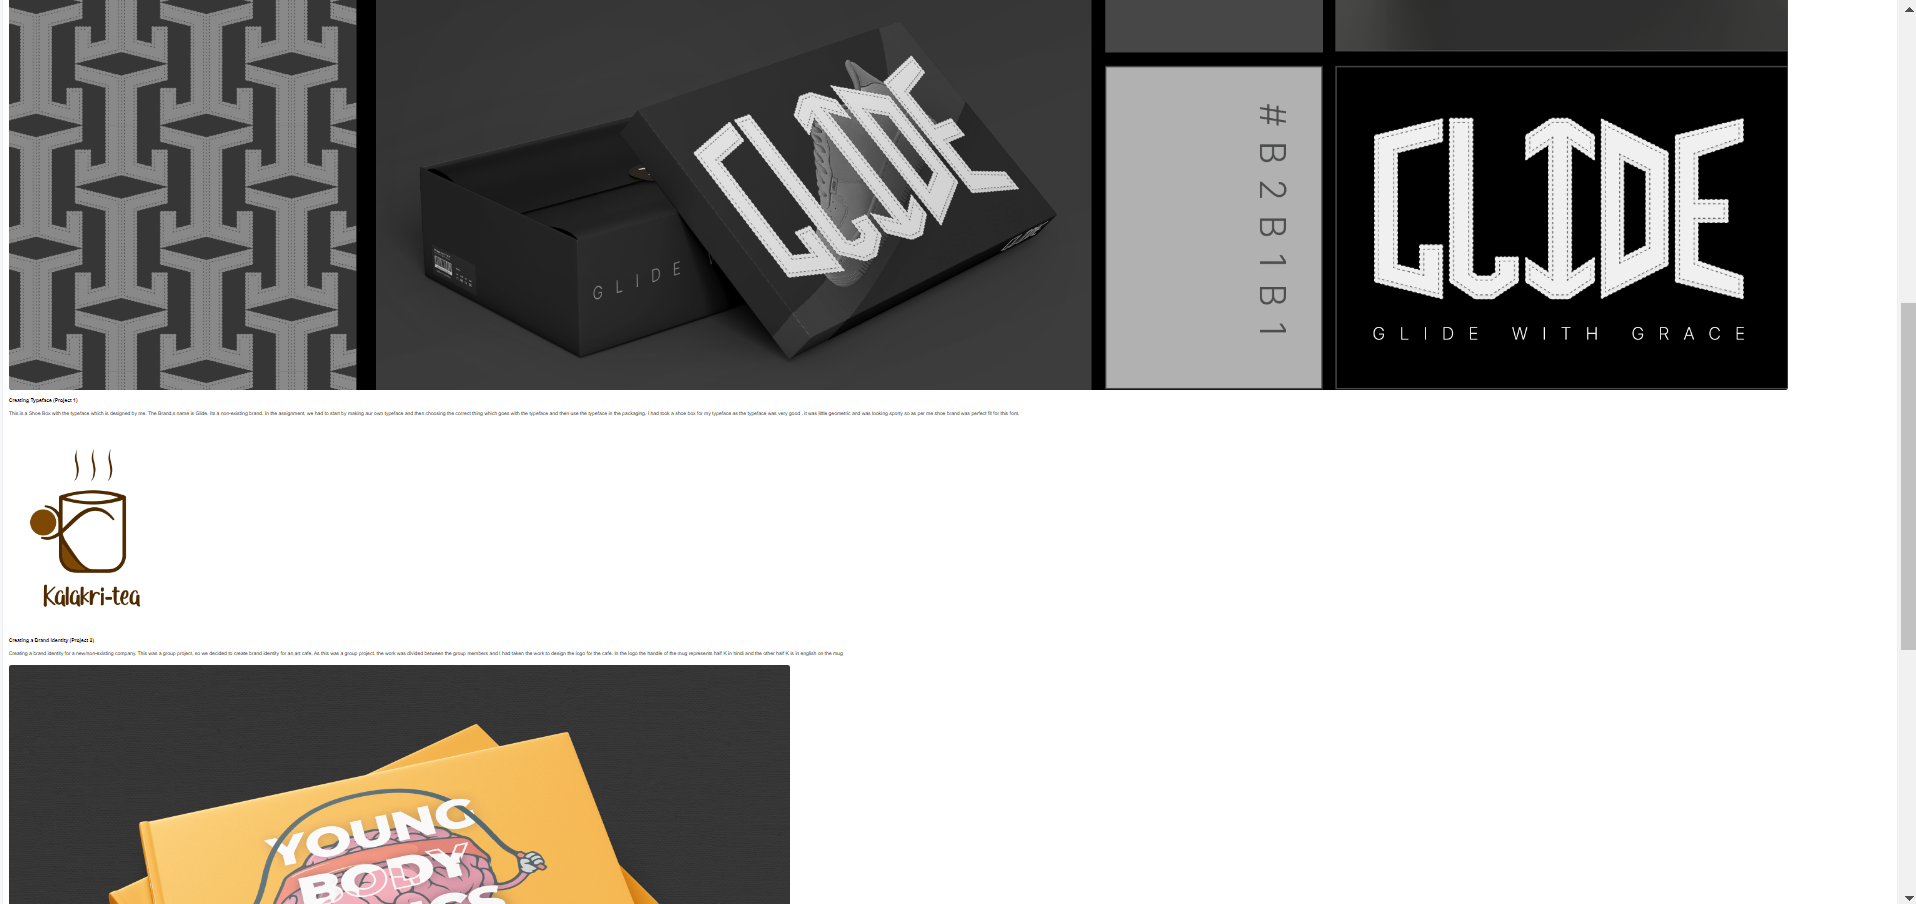 GLIDE
GLIDE
#B2B1B1
GLIDE
GLIDE WITH GRACE
Creating Typeface (Project 1)
This is a Shoe Box with the typeface which is designed by me. The Brand.s name is Glide. Its a non-existing brand. In the assignment, we had to start by making our own typeface and then choosing the correct thing which goes with the typeface and then use the typeface in the packaging. I had took a shoe box for my typeface as the typeface was very good , it was little geometric and was looking sporty so as per me shoe brand was perfect fit for this font.
Kalakri-tea
Creating a Brand Identity (Project 2)
Creating a brand identity for a new/non-existing company. This was a group project, so we decided to create brand identity for an art cafe. As this was a group project, the work was divided between the group members and I had taken the work to design the logo for the cafe. In the logo the handle of the mug represents half K in hindi and the other half K is in english on the mug
YOUNG
BODY